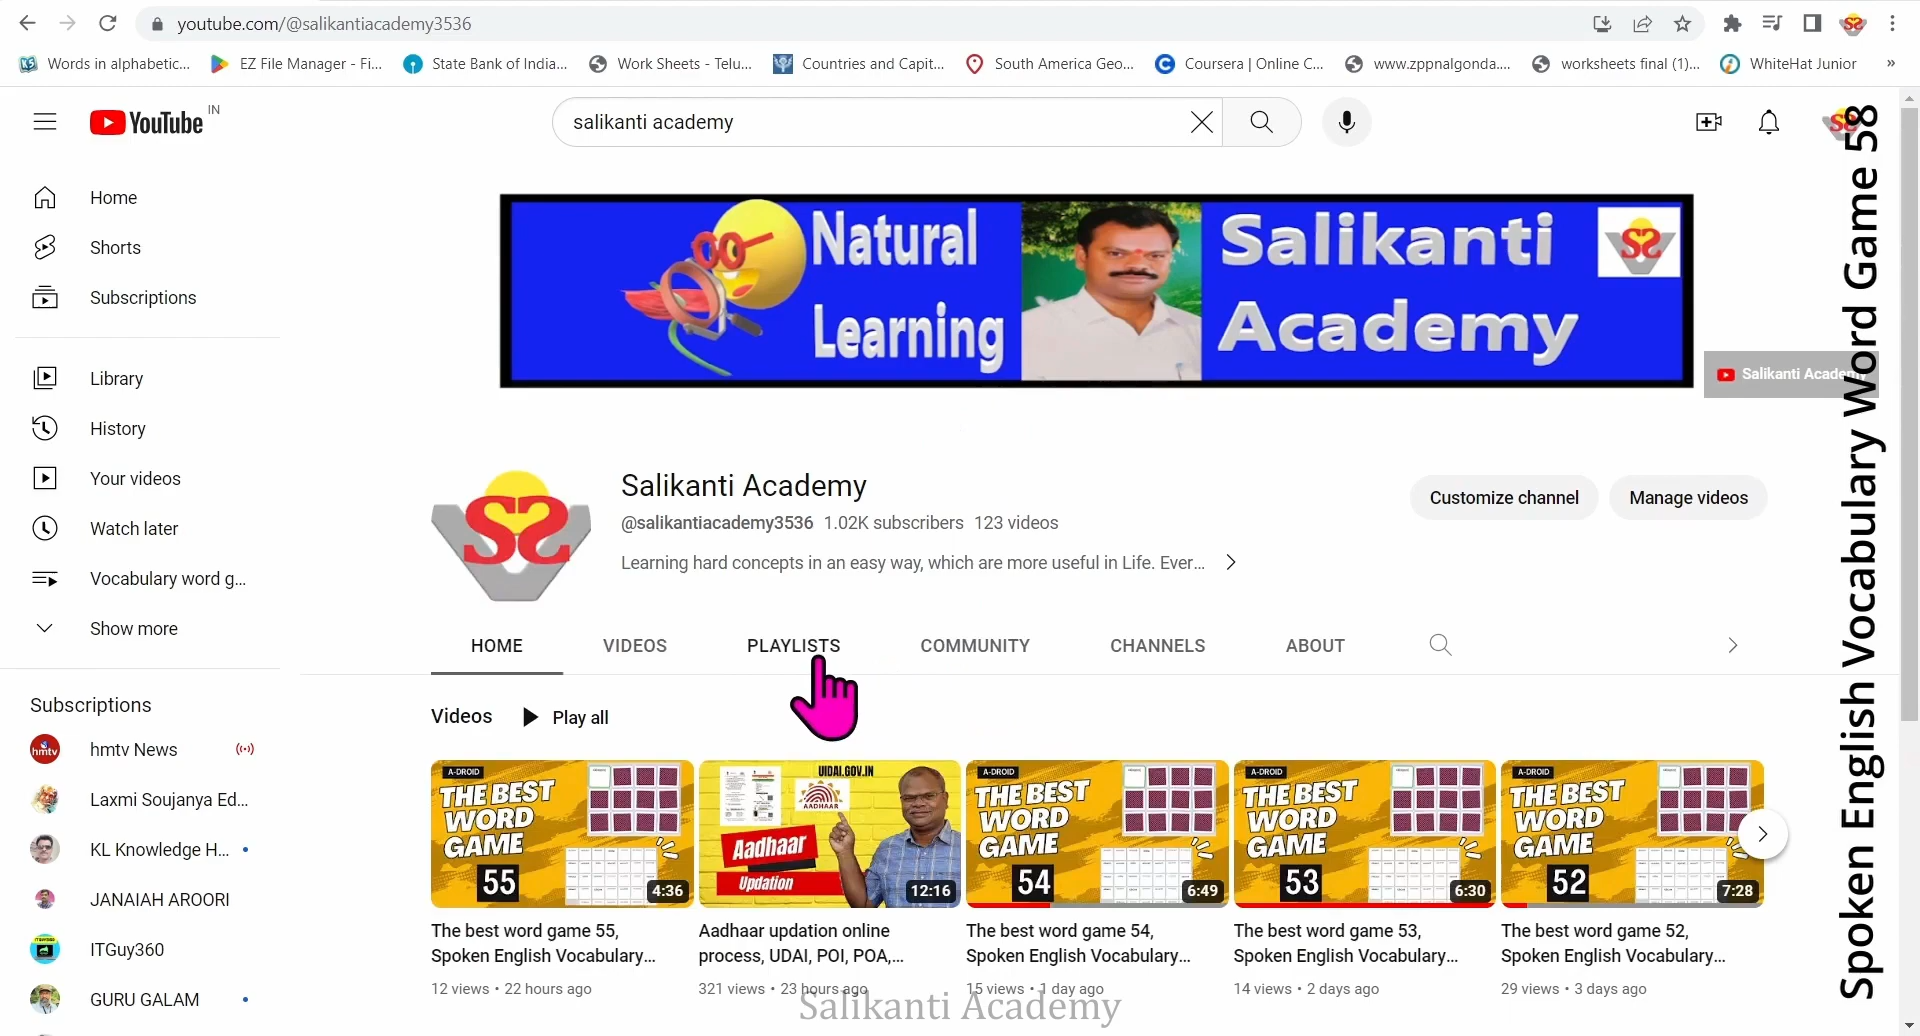 youtube.com/@salikantiacademy3536
Words in alphabetic...
EZ File Manager - Fi...
State Bank of India...
Work Sheets - Telu...
Countries and Capit...
South America Geo...
Coursera | Online C...
www.zppnalgonda....
worksheets final (1)...
WhiteHat Junior
»
YouTube IN
salikanti academy
Home
Shorts
Subscriptions
Library
History
Your videos
Watch later
Vocabulary word g...
Show more
Subscriptions
hmtv News
Laxmi Soujanya Ed...
KL Knowledge H...
JANAIAH AROORI
ITGuy360
GURU GALAM
Natural
Learning
Salikanti
Academy
Salikanti Academy
Salikanti Academy
@salikantiacademy3536 1.02K subscribers 123 videos
Learning hard concepts in an easy way, which are more useful in Life. Ever...
Customize channel
Manage videos
HOME
VIDEOS
PLAYLISTS
COMMUNITY
CHANNELS
ABOUT
Videos
Play all
A-DROID
THE BEST
WORD
GAME
55
4:36
The best word game 55,
Spoken English Vocabulary...
12 views • 22 hours ago
UIDAI.GOV.IN
AADHAAR
Aadhaar
Updation
12:16
Aadhaar updation online
process, UDAI, POI, POA,...
321 views • 23 hours ago
A-DROID
THE BEST
WORD
GAME
54
6:49
The best word game 54,
Spoken English Vocabulary...
15 views • 1 day ago
A-DROID
THE BEST
WORD
GAME
53
6:30
The best word game 53,
Spoken English Vocabulary...
14 views • 2 days ago
A-DROID
THE BEST
WORD
GAME
52
7:28
The best word game 52,
Spoken English Vocabulary...
29 views • 3 days ago
Salikanti Academy
Spoken English Vocabulary Word Game 58